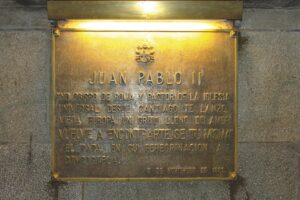 JUAN PABLO II
OBISPO DE ROMA Y PASTOR DE LA IGLESIA
UNIVERSAL DESDE SANTIAGO TE LANZO
VIEJA EUROPA UN GRITO LLENO DE AMOR
VUELVE A ENCONTRARTE SE TU MISMA
EN SU PEREGRINACION A
9 DE NOVIEMBRE DE